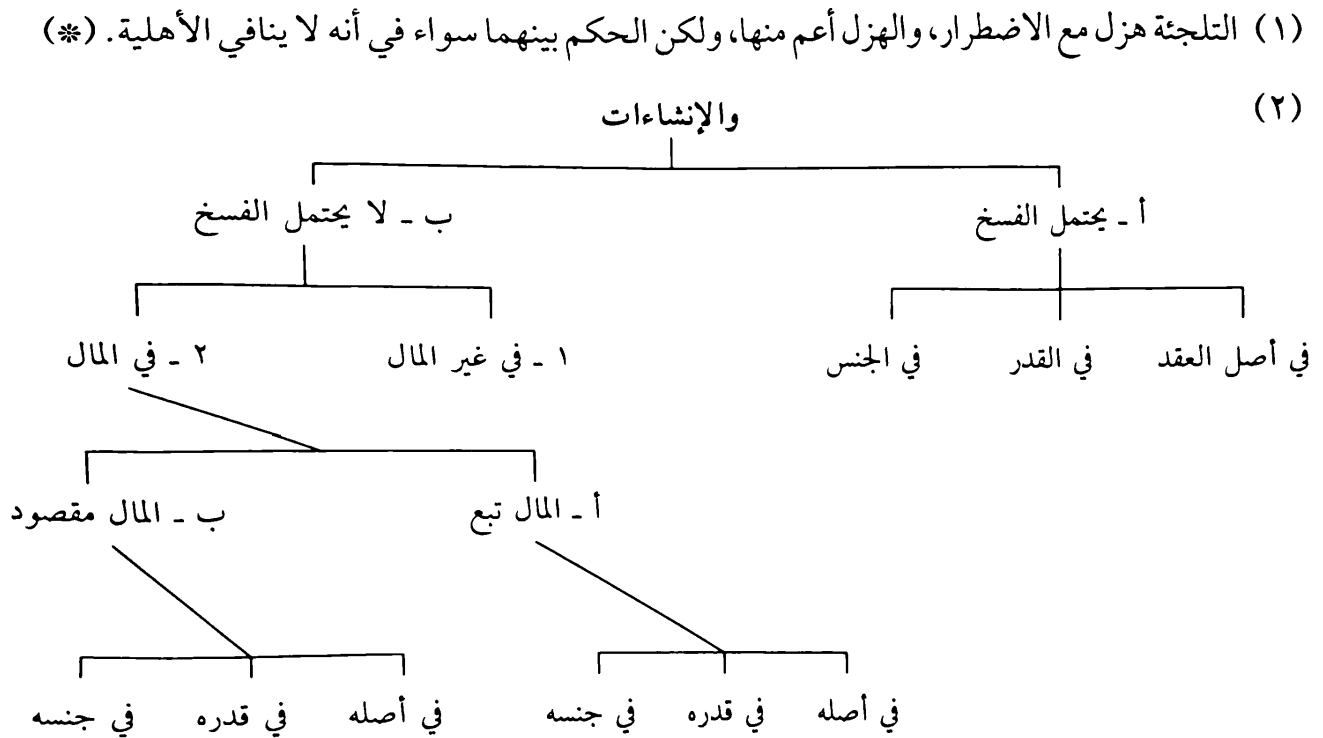 (١) التلجئة هزل مع الاضطرار، والهزل أعم منها، ولكن الحكم بينهما سواء في أنه لا ينافي الأهلية. (*)
(٢)
والإنشاءات
أ ـ يحتمل الفسخ
ب ـ لا يحتمل الفسخ
في أصل العقد
في القدر
في الجنس
١ ـ في غير المال
٢ ـ في المال
أ ـ المال تبع
ب ـ المال مقصود
في أصله
في قدره
في جنسه
في أصله
في قدره
في جنسه